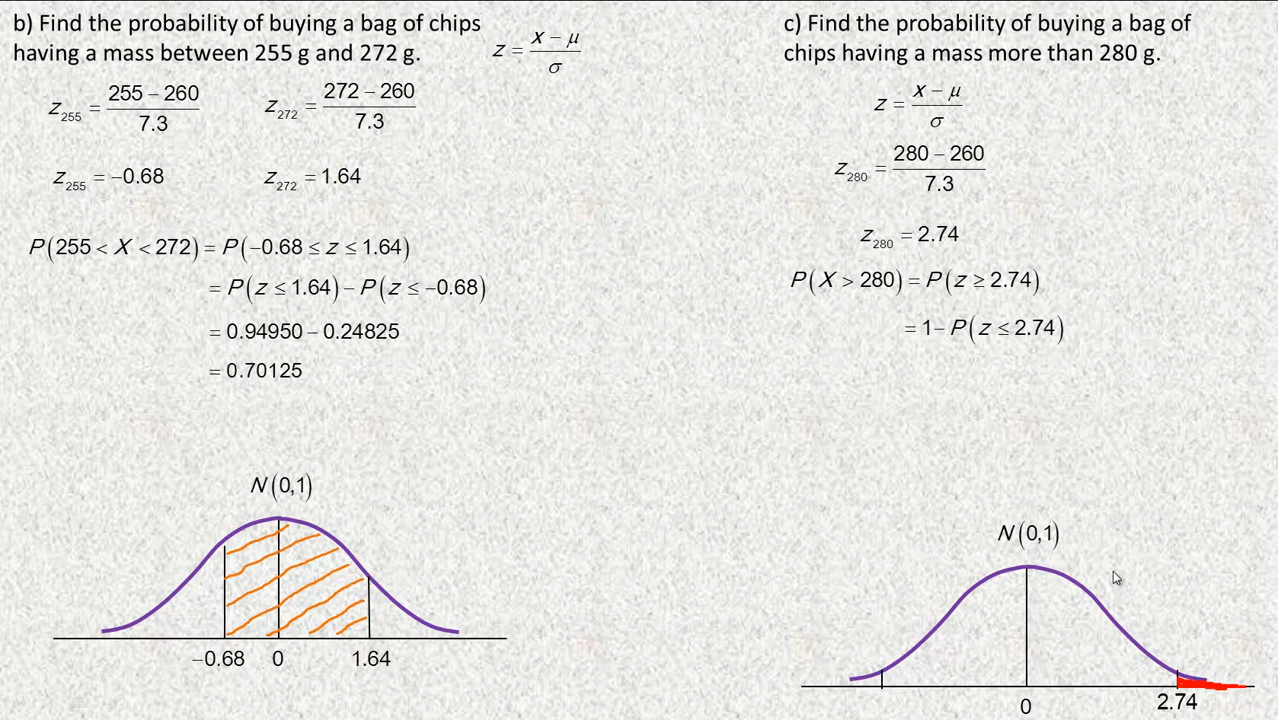 b) Find the probability of buying a bag of chips
having a mass between 255 g and 272 g.
z = (x − μ)/σ
z₂₅₅ = (255 − 260)/7.3
z₂₇₂ = (272 − 260)/7.3
z₂₅₅ = −0.68
z₂₇₂ = 1.64
P(255 < X < 272) = P(−0.68 ≤ z ≤ 1.64)
= P(z ≤ 1.64) − P(z ≤ −0.68)
= 0.94950 − 0.24825
= 0.70125
N(0,1)
−0.68 0 1.64
c) Find the probability of buying a bag of
chips having a mass more than 280 g.
z = (x − μ)/σ
z₂₈₀ = (280 − 260)/7.3
z₂₈₀ = 2.74
P(X > 280) = P(z ≥ 2.74)
= 1− P(z ≤ 2.74)
N(0,1)
0 2.74